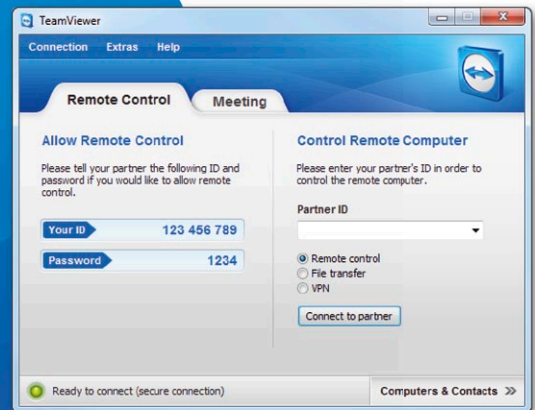 TeamViewer
Connection Extras Help
Remote Control
Meeting
Allow Remote Control
Please tell your partner the following ID and
password if you would like to allow remote
control.
Your ID 123 456 789
Password 1234
Control Remote Computer
Please enter your partner's ID in order to
control the remote computer.
Partner ID
Remote control
File transfer
VPN
Connect to partner
Ready to connect (secure connection)
Computers & Contacts >>